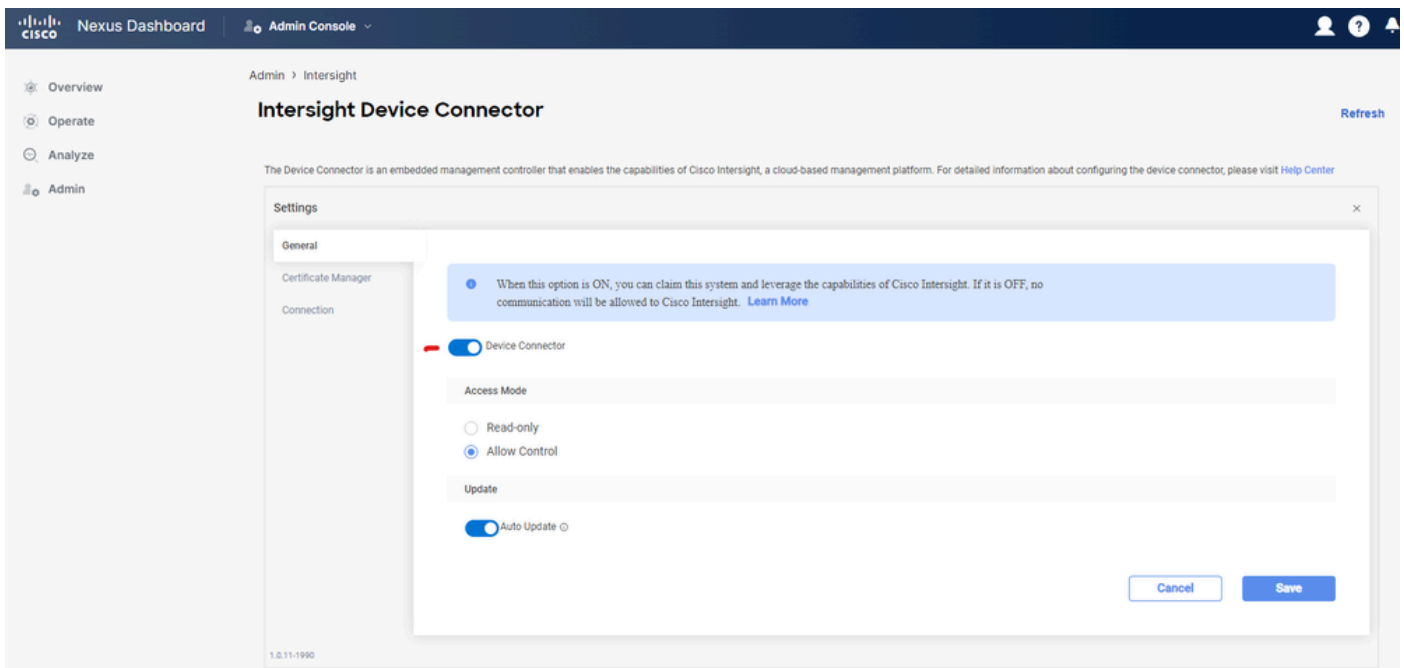 CISCO Nexus Dashboard Admin Console
Admin > Intersight
Overview
Operate
Analyze
Admin
Intersight Device Connector
Refresh
The Device Connector is an embedded management controller that enables the capabilities of Cisco Intersight, a cloud-based management platform. For detailed information about configuring the device connector, please visit Help Center
Settings
General
Certificate Manager
Connection
When this option is ON, you can claim this system and leverage the capabilities of Cisco Intersight. If it is OFF, no
communication will be allowed to Cisco Intersight. Learn More
Device Connector
Access Mode
Read-only
Allow Control
Update
Auto Update
Cancel
Save
1.0.11-1990